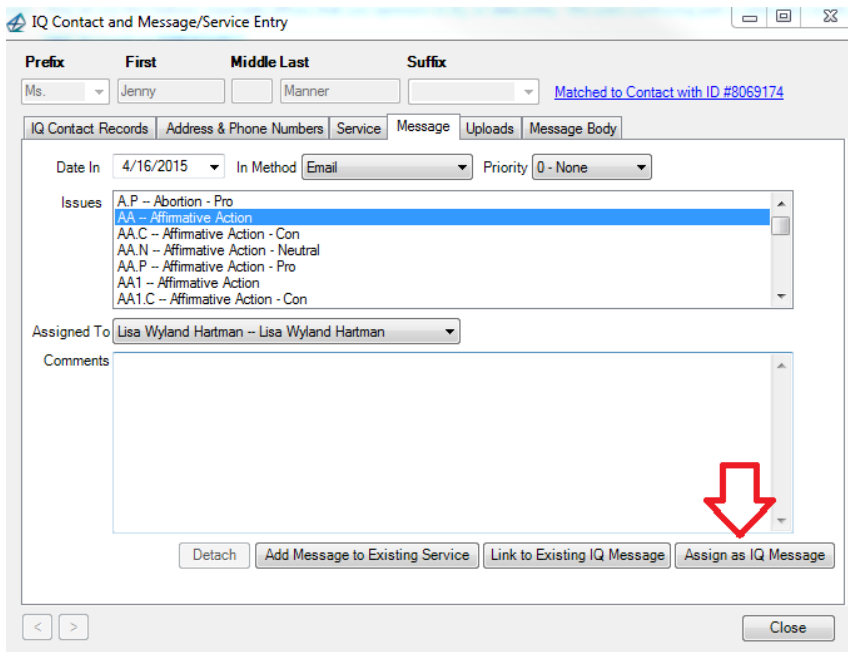 IQ Contact and Message/Service Entry
Prefix First Middle Last Suffix
Ms. Jenny Manner Matched to Contact with ID #8069174
IQ Contact Records Address & Phone Numbers Service Message Uploads Message Body
Date In 4/16/2015 In Method Email Priority 0 - None
Issues A.P -- Abortion - Pro
AA -- Affirmative Action
AA.C -- Affirmative Action - Con
AA.N -- Affirmative Action - Neutral
AA.P -- Affirmative Action - Pro
AA1 -- Affirmative Action
AA1.C -- Affirmative Action - Con
Assigned To Lisa Wyland Hartman -- Lisa Wyland Hartman
Comments
Detach Add Message to Existing Service Link to Existing IQ Message Assign as IQ Message
< > Close